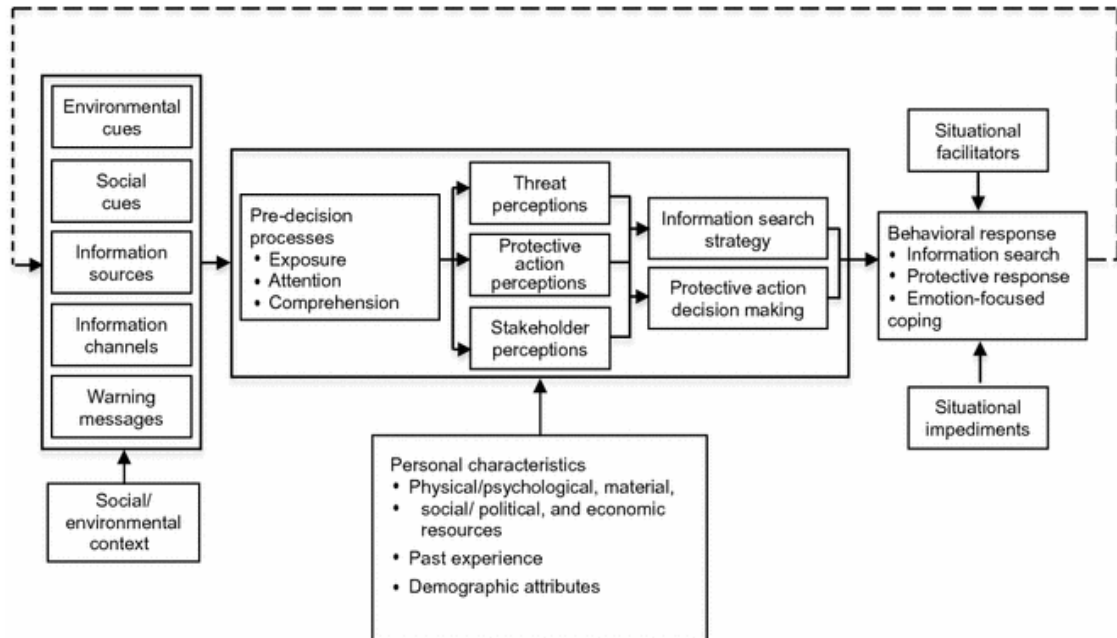 Environmental
cues
Social
cues
Information
sources
Information
channels
Warning
messages
Social/
environmental
context
Pre-decision
processes
• Exposure
• Attention
• Comprehension
Threat
perceptions
Protective
action
perceptions
Stakeholder
perceptions
Information search
strategy
Protective action
decision making
Personal characteristics
• Physical/psychological, material,
• social/ political, and economic
resources
• Past experience
• Demographic attributes
Situational
facilitators
Behavioral response
• Information search
• Protective response
• Emotion-focused
coping
Situational
impediments